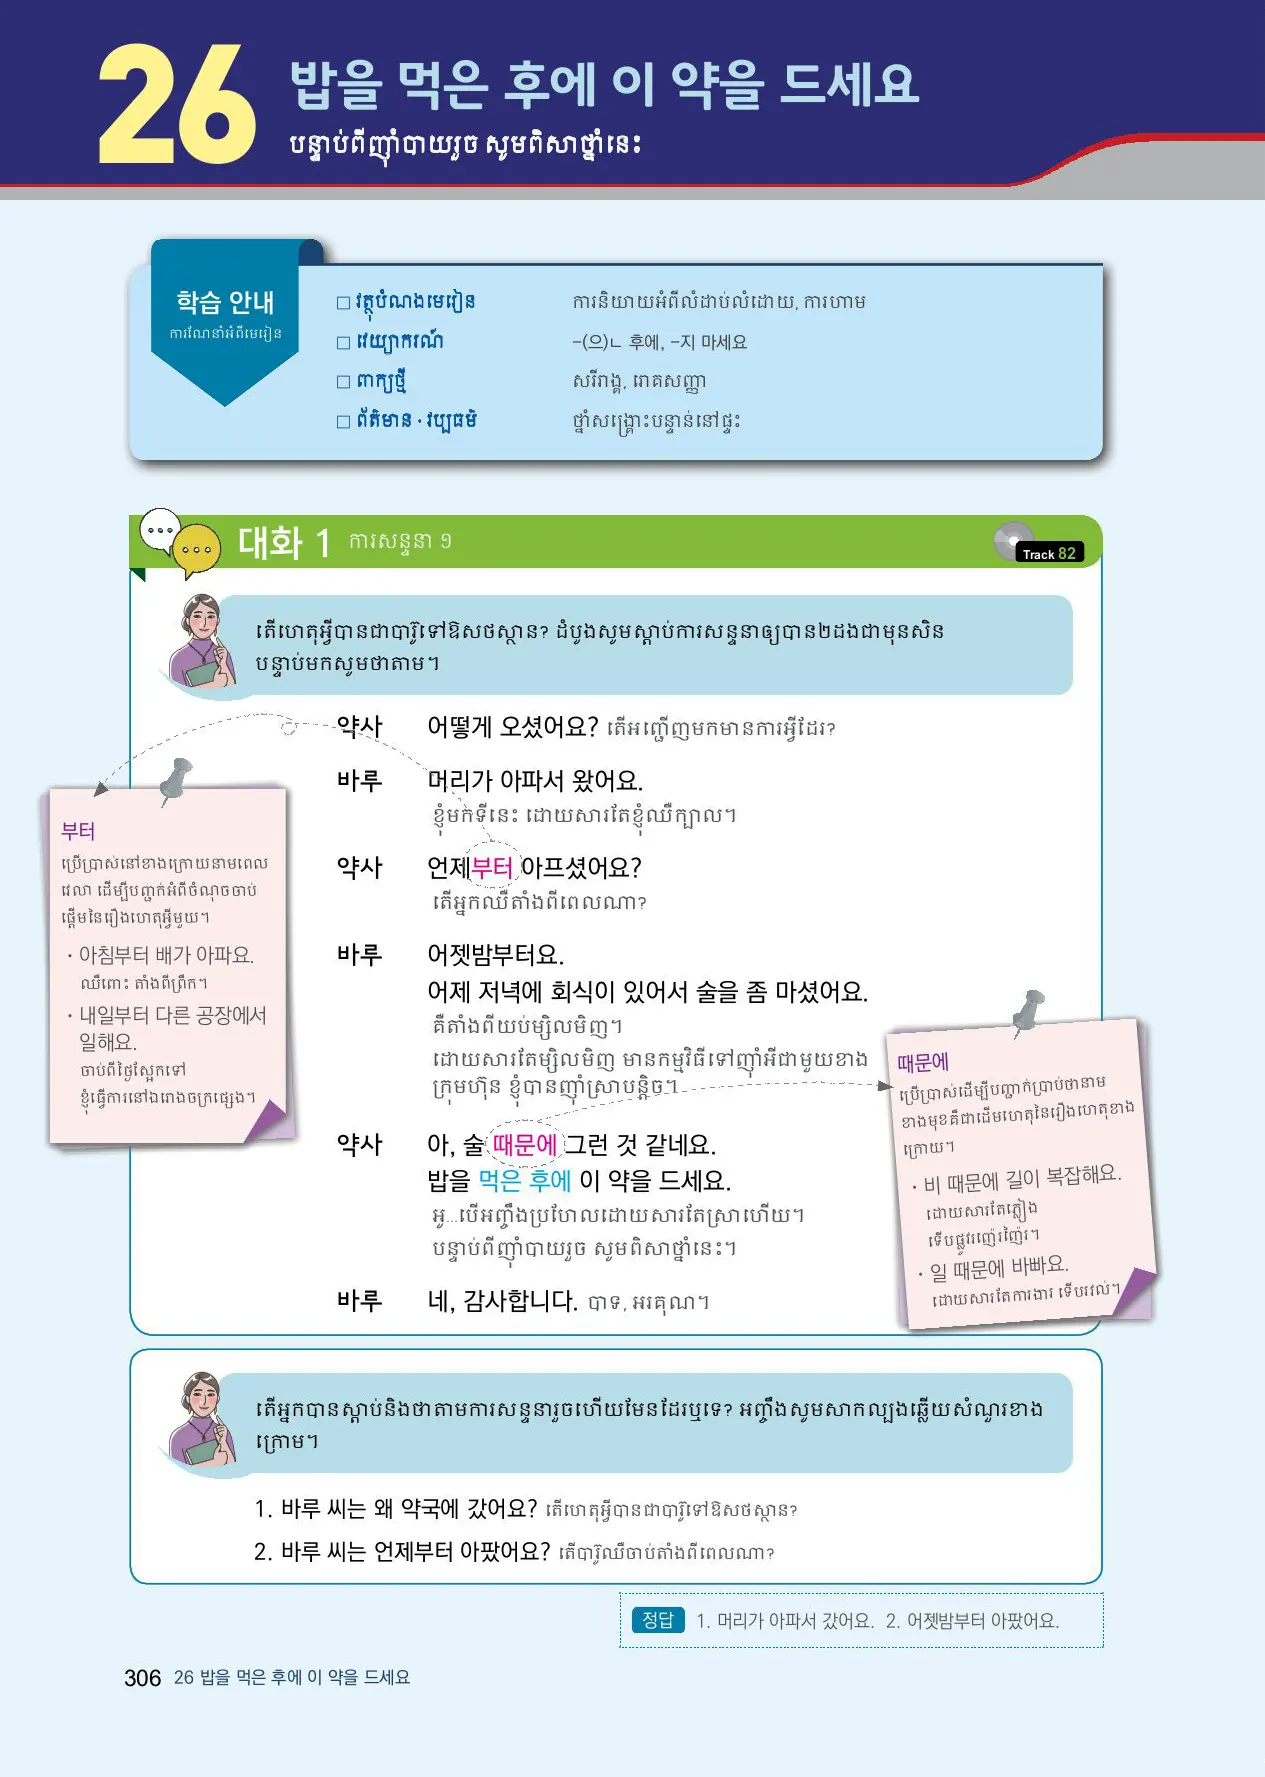 26
밥을 먹은 후에 이 약을 드세요
បន្ទាប់ពីញ៉ាំបាយរួច សូមពិសាថ្នាំនេះ
학습 안내
ការណែនាំអំពីមេរៀន
□ វត្ថុបំណងមេរៀន ការនិយាយអំពីលំដាប់លំដោយ, ការហាម
□ វេយ្យាករណ៍ -(으)ㄴ 후에, -지 마세요
□ ពាក្យថ្មី សរីរាង្គ, រោគសញ្ញា
□ ព័ត៌មាន · វប្បធម៌ ថ្នាំសង្គ្រោះបន្ទាន់នៅផ្ទះ
대화 1 ការសន្ទនា ១
Track 82
តើហេតុអ្វីបានជាបារ៊ូទៅឱសថស្ថាន? ដំបូងសូមស្តាប់ការសន្ទនាឲ្យបាន២ដងជាមុនសិន
បន្ទាប់មកសូមថាតាម។
약사 어떻게 오셨어요? តើអញ្ជើញមកមានការអ្វីដែរ?
바루 머리가 아파서 왔어요.
ខ្ញុំមកទីនេះ ដោយសារតែខ្ញុំឈឺក្បាល។
약사 언제부터 아프셨어요?
តើអ្នកឈឺតាំងពីពេលណា?
바루 어젯밤부터요.
어제 저녁에 회식이 있어서 술을 좀 마셨어요.
គឺតាំងពីយប់ម្សិលមិញ។
ដោយសារតែម្សិលមិញ មានកម្មវិធីទៅញ៉ាំអីជាមួយខាង
ក្រុមហ៊ុន ខ្ញុំបានញ៉ាំស្រាបន្តិច។
약사 아, 술 때문에 그런 것 같네요.
밥을 먹은 후에 이 약을 드세요.
អូ...បើអញ្ចឹងប្រហែលដោយសារតែស្រាហើយ។
បន្ទាប់ពីញ៉ាំបាយរួច សូមពិសាថ្នាំនេះ។
바루 네, 감사합니다. បាទ, អរគុណ។
부터
ប្រើប្រាស់នៅខាងក្រោយនាមពេល
វេលា ដើម្បីបញ្ជាក់អំពីចំណុចចាប់
ផ្តើមនៃរឿងហេតុអ្វីមួយ។
· 아침부터 배가 아파요.
ឈឺពោះ តាំងពីព្រឹក។
· 내일부터 다른 공장에서
일해요.
ចាប់ពីថ្ងៃស្អែកទៅ
ខ្ញុំធ្វើការនៅឯរោងចក្រផ្សេង។
때문에
ប្រើប្រាស់ដើម្បីបញ្ជាក់ប្រាប់ថានាម
ខាងមុខគឺជាដើមហេតុនៃរឿងហេតុខាង
ក្រោយ។
· 비 때문에 길이 복잡해요.
ដោយសារតែភ្លៀង
ទើបផ្លូវរញ៉េរញ៉ៃ។
· 일 때문에 바빠요.
ដោយសារតែការងារ ទើបរវល់។
តើអ្នកបានស្តាប់និងថាតាមការសន្ទនារួចហើយមែនដែរឬទេ? អញ្ចឹងសូមសាកល្បងឆ្លើយសំណួរខាង
ក្រោម។
1. 바루 씨는 왜 약국에 갔어요? តើហេតុអ្វីបានជាបារ៊ូទៅឱសថស្ថាន?
2. 바루 씨는 언제부터 아팠어요? តើបារ៊ូឈឺចាប់តាំងពីពេលណា?
정답 1. 머리가 아파서 갔어요. 2. 어젯밤부터 아팠어요.
306 26 밥을 먹은 후에 이 약을 드세요